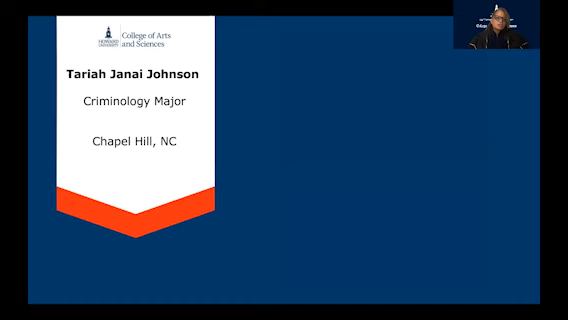 HOWARD
UNIVERSITY
College of Arts
and Sciences
Tariah Janai Johnson
Criminology Major
Chapel Hill, NC